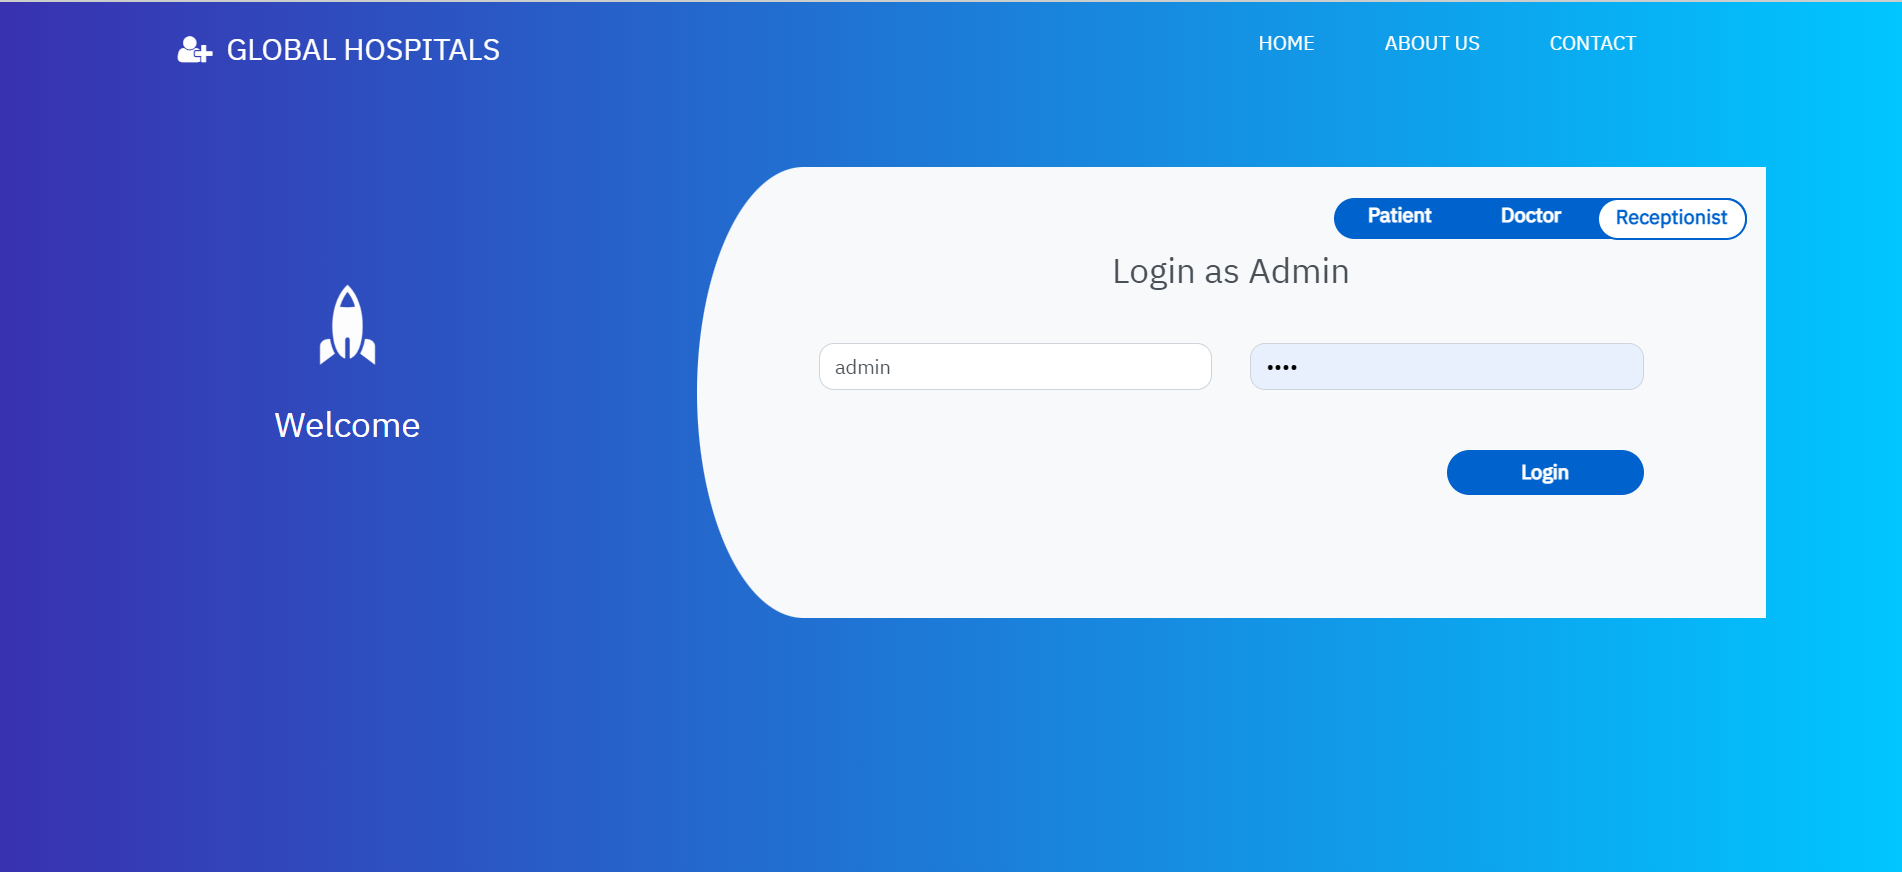 GLOBAL HOSPITALS
HOME ABOUT US CONTACT
Patient Doctor Receptionist
Login as Admin
admin ••••
Login
Welcome